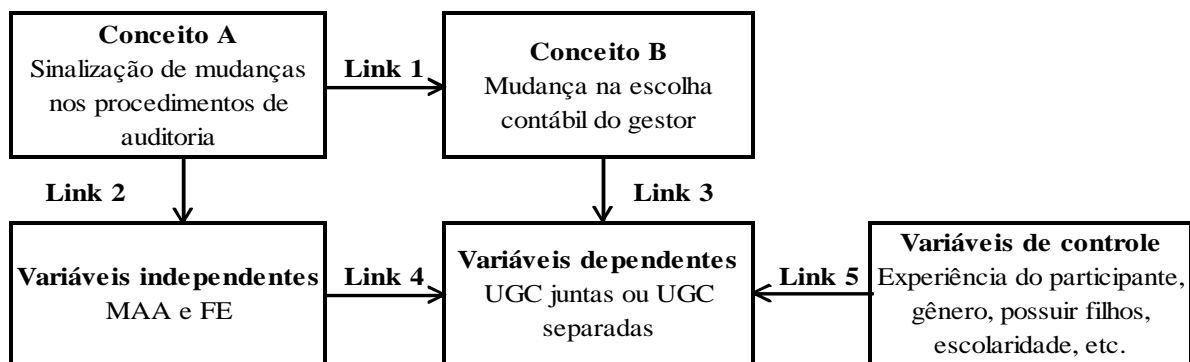 Conceito A
Sinalização de mudanças
nos procedimentos de
auditoria
Link 1
Conceito B
Mudança na escolha
contábil do gestor
Link 2
Link 3
Variáveis independentes
MAA e FE
Link 4
Variáveis dependentes
UGC juntas ou UGC
separadas
Link 5
Variáveis de controle
Experiência do participante,
gênero, possuir filhos,
escolaridade, etc.